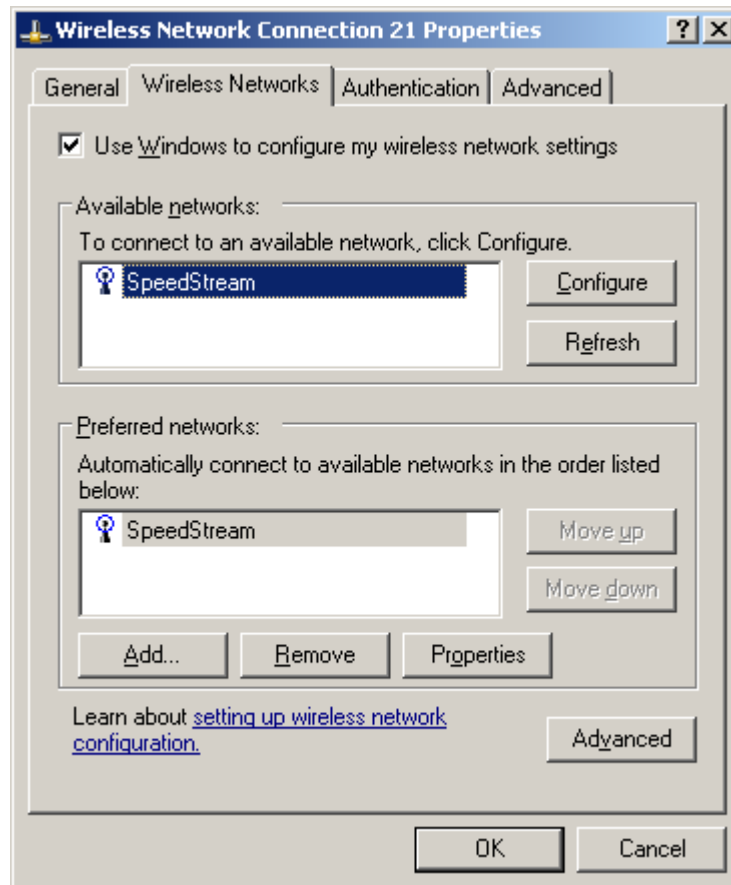 Wireless Network Connection 21 Properties
General Wireless Networks Authentication Advanced
Use Windows to configure my wireless network settings
Available networks:
To connect to an available network, click Configure.
SpeedStream
Configure
Refresh
Preferred networks:
Automatically connect to available networks in the order listed
below:
SpeedStream
Move up
Move down
Add... Remove Properties
Learn about setting up wireless network
configuration.
Advanced
OK Cancel